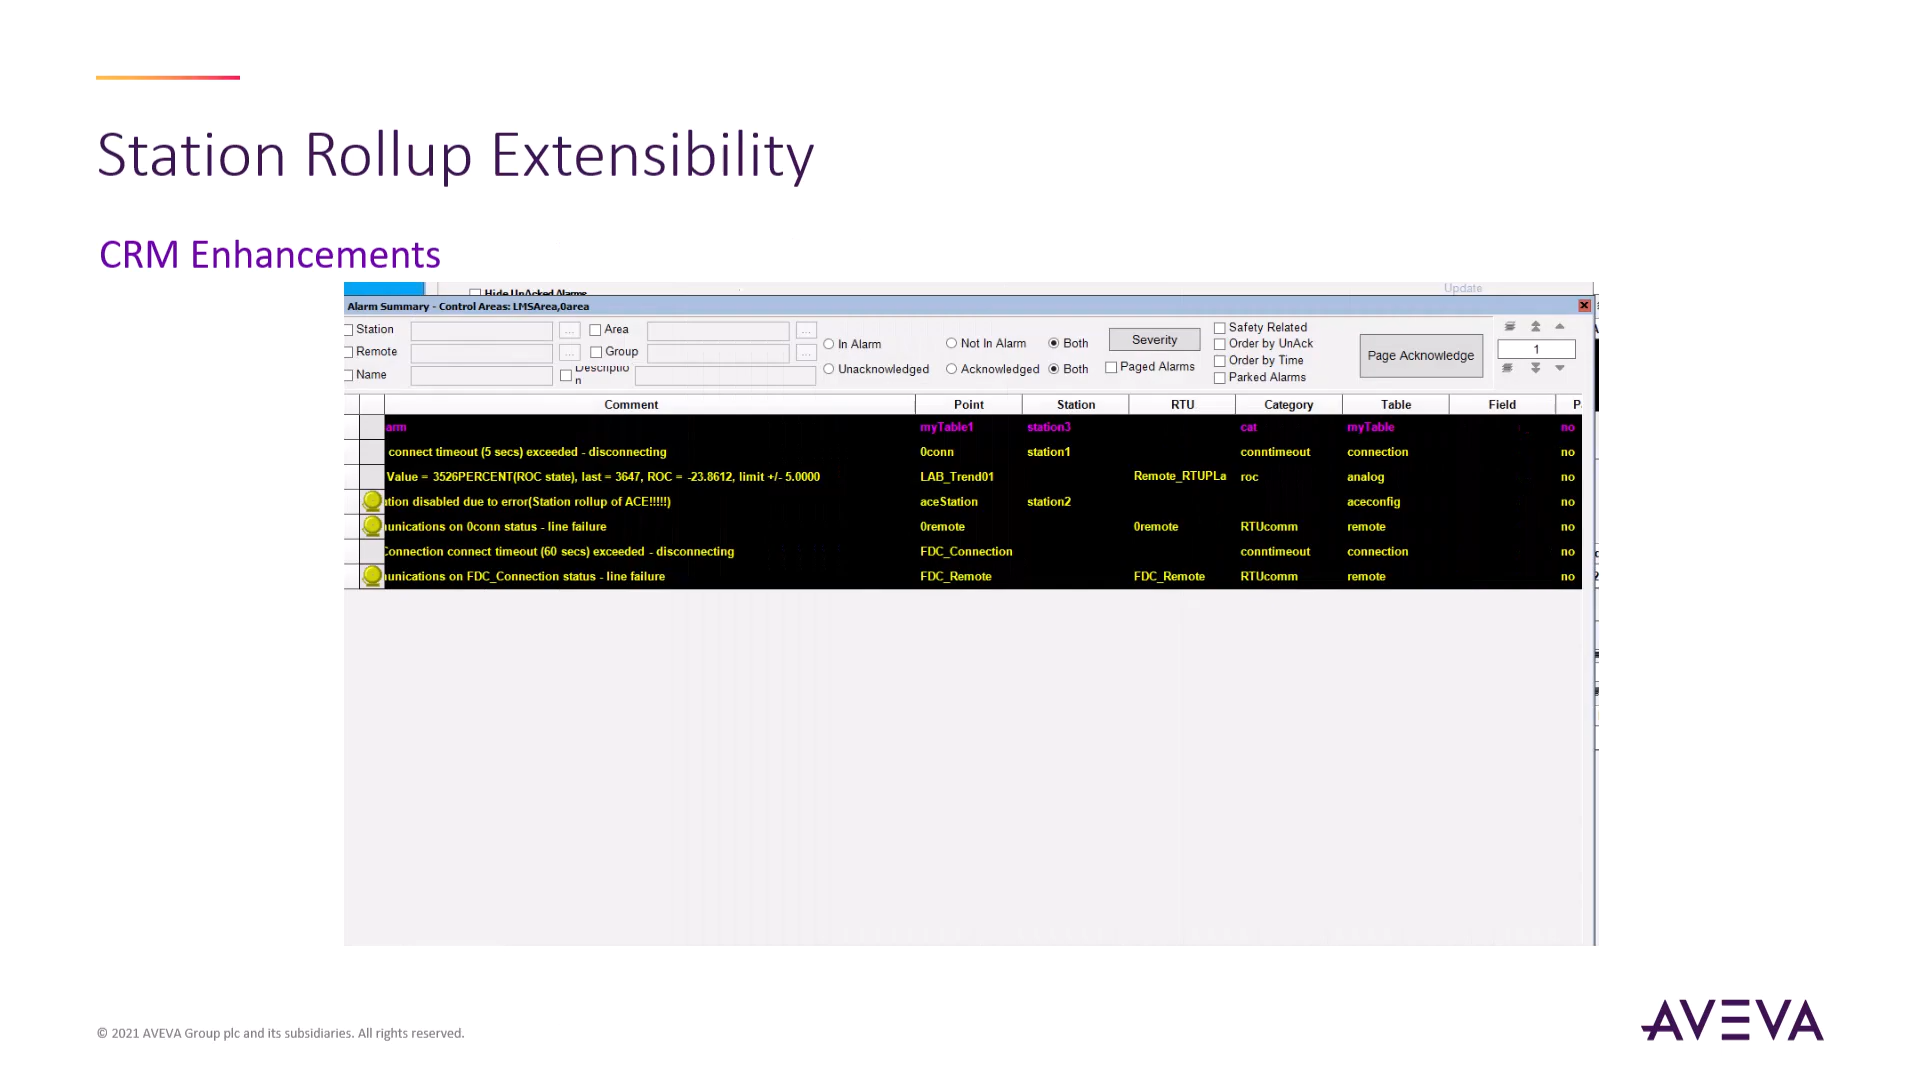 Station Rollup Extensibility
CRM Enhancements
Hide UnAcked Alarms
Update
Alarm Summary - Control Areas: LMSArea,0area
Station ... Area ...
Remote ... Group ...
Name Descriptio
n
In Alarm Not In Alarm Both
Unacknowledged Acknowledged Both
Severity
Paged Alarms
Safety Related
Order by UnAck
Order by Time
Parked Alarms
Page Acknowledge
1
Comment Point Station RTU Category Table Field P
arm myTable1 station3 cat myTable no
connect timeout (5 secs) exceeded - disconnecting 0conn station1 conntimeout connection no
Value = 3526PERCENT(ROC state), last = 3647, ROC = -23.8612, limit +/- 5.0000 LAB_Trend01 Remote_RTUPLa roc analog no
tion disabled due to error(Station rollup of ACE!!!!!) aceStation station2 aceconfig no
unications on 0conn status - line failure 0remote 0remote RTUcomm remote no
Connection connect timeout (60 secs) exceeded - disconnecting FDC_Connection conntimeout connection no
unications on FDC_Connection status - line failure FDC_Remote FDC_Remote RTUcomm remote no
© 2021 AVEVA Group plc and its subsidiaries. All rights reserved.
AVEVA